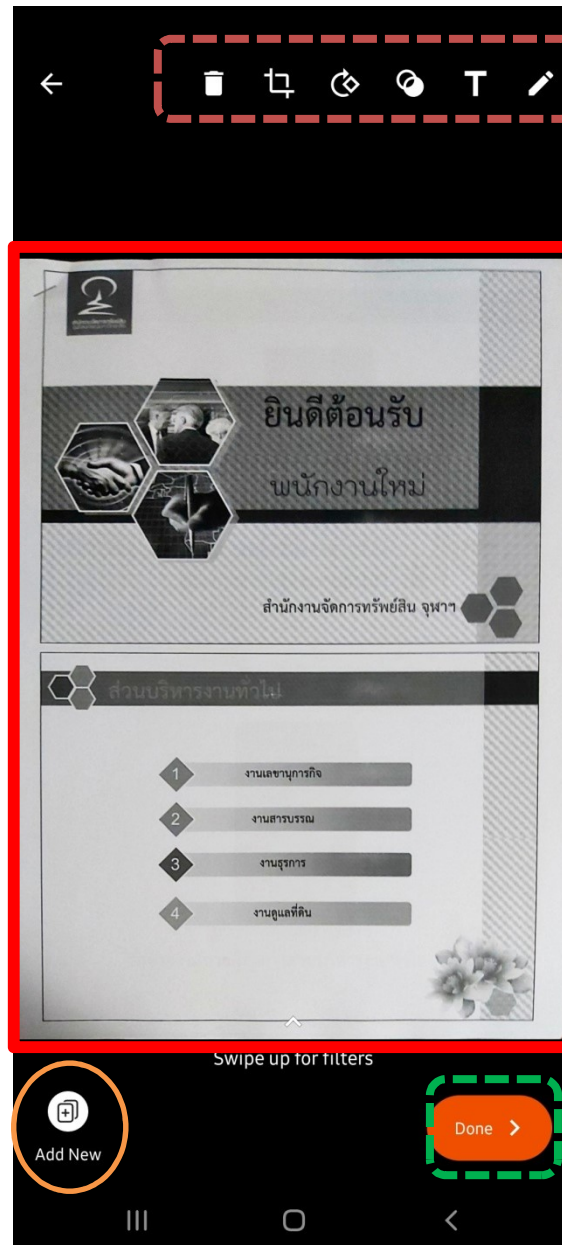 T
ยินดีต้อนรับ
พนักงานใหม่
สำนักงานจัดการทรัพย์สิน จุฬาฯ
ส่วนบริหารงานทั่วไป
1 งานเลขานุการกิจ
2 งานสารบรรณ
3 งานธุรการ
4 งานดูแลที่ดิน
Swipe up for filters
Add New
Done